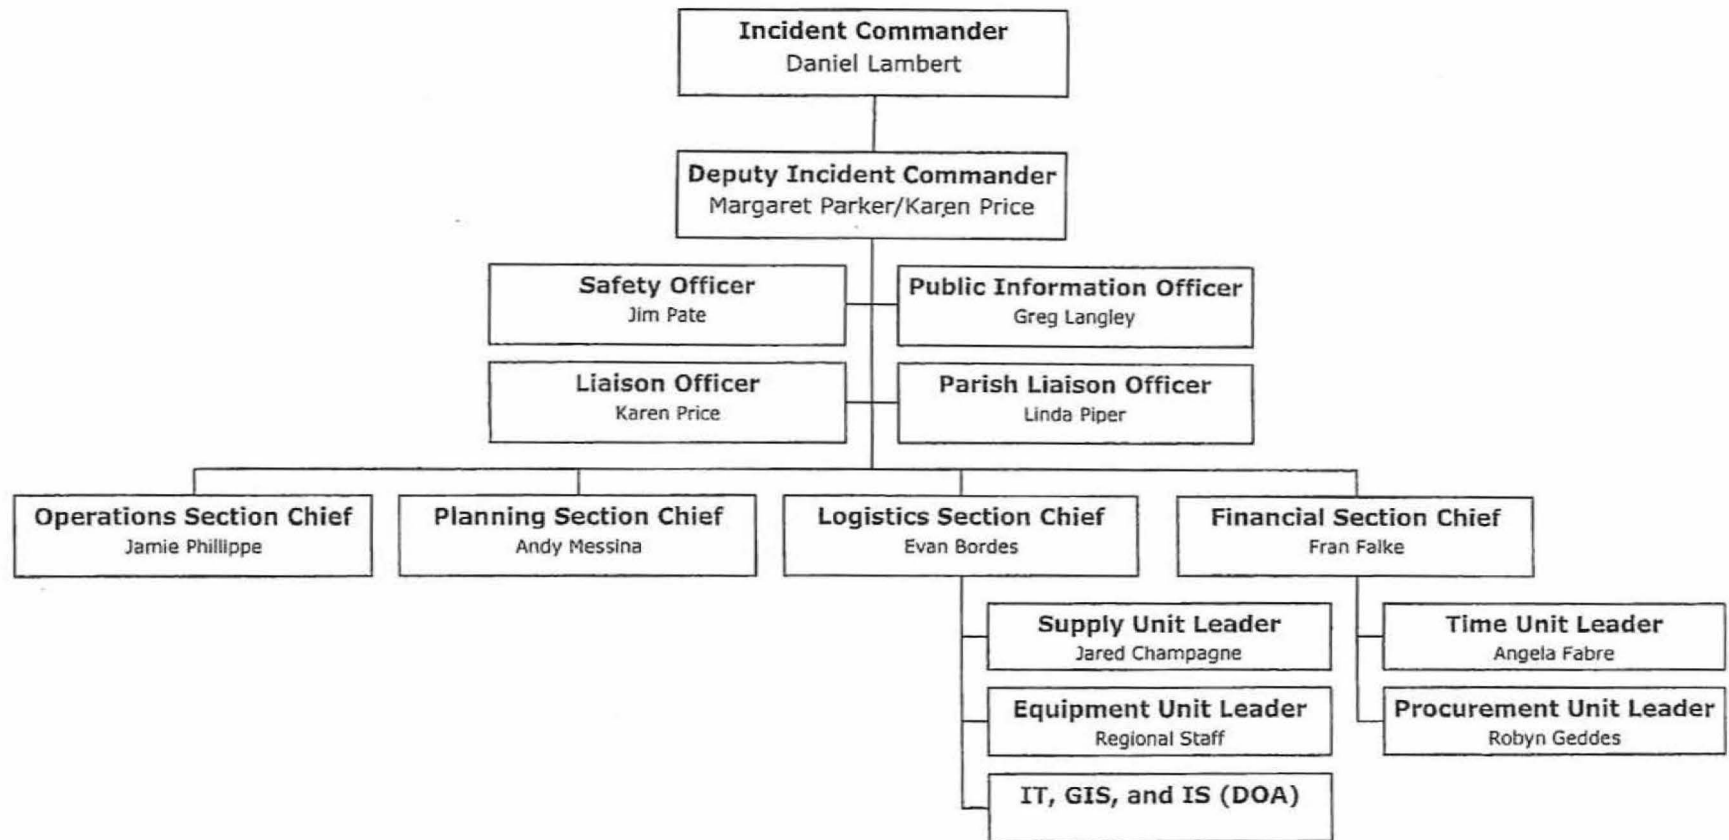 Incident Commander
Daniel Lambert
Deputy Incident Commander
Margaret Parker/Karen Price
Safety Officer
Jim Pate
Public Information Officer
Greg Langley
Liaison Officer
Karen Price
Parish Liaison Officer
Linda Piper
Operations Section Chief
Jamie Phillippe
Planning Section Chief
Andy Messina
Logistics Section Chief
Evan Bordes
Financial Section Chief
Fran Falke
Supply Unit Leader
Jared Champagne
Time Unit Leader
Angela Fabre
Equipment Unit Leader
Regional Staff
Procurement Unit Leader
Robyn Geddes
IT, GIS, and IS (DOA)